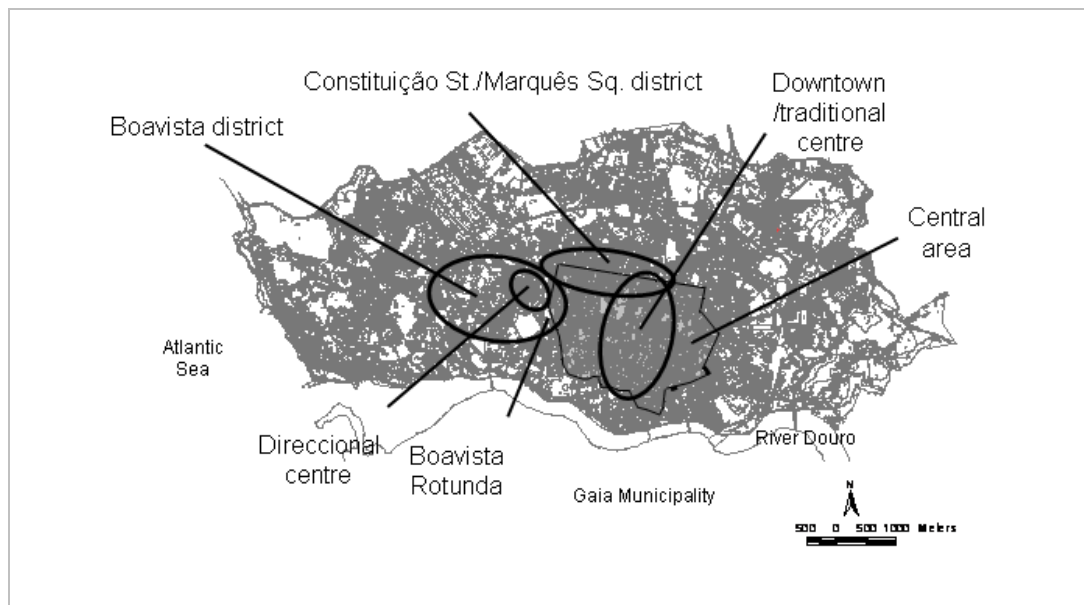 Constituição St./Marquês Sq. district
Downtown
/traditional
centre
Boavista district
Central
area
Atlantic
Sea
Direccional
centre
Boavista
Rotunda
River Douro
Gaia Municipality
N
500 0 500 1000 Meters